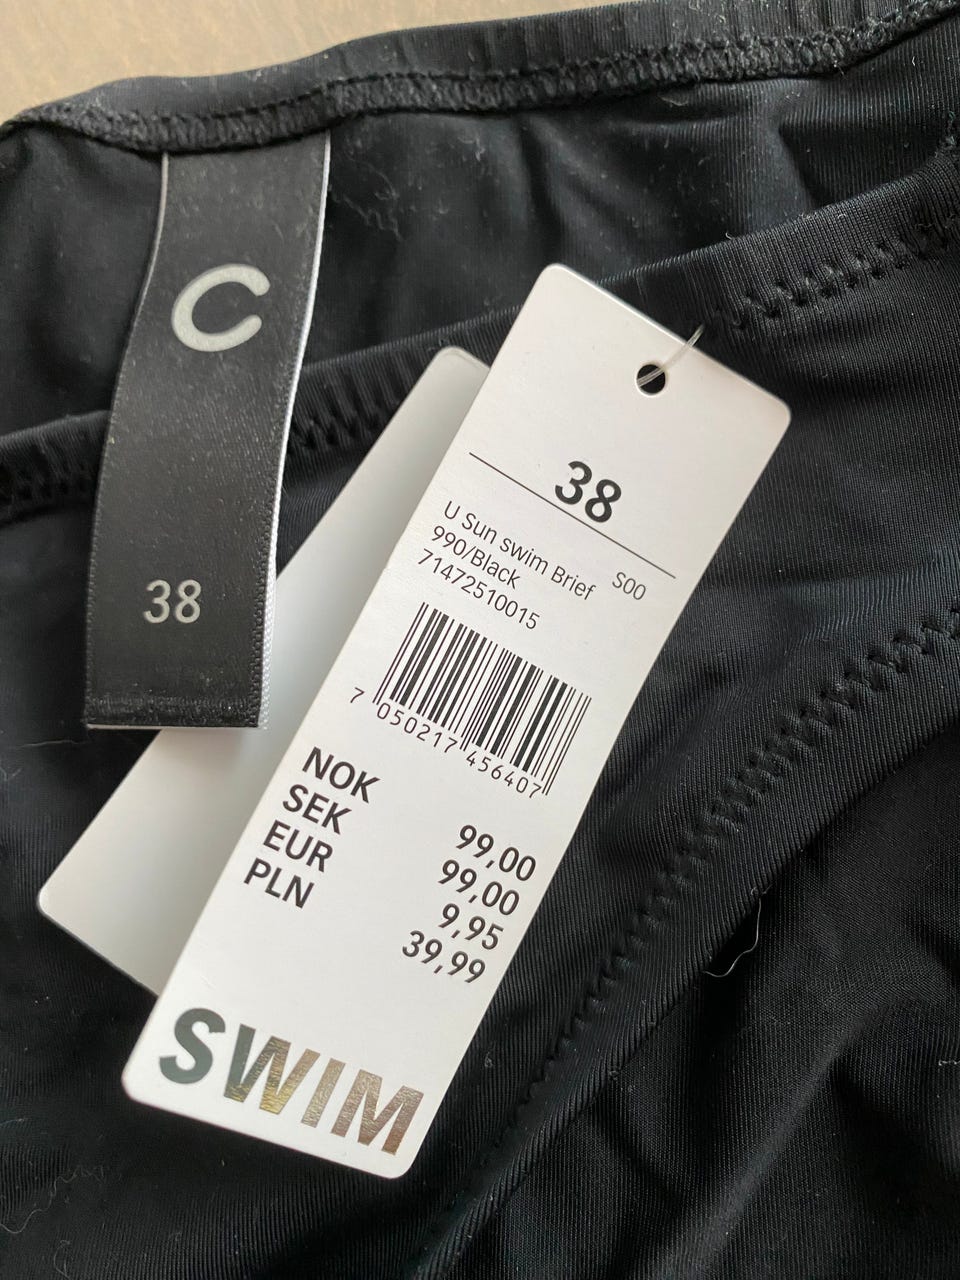 C
38
38
U Sun swim Brief S00
990/Black
71472510015
7 050217 456407
NOK 99,00
SEK 99,00
EUR 9,95
PLN 39,99
SWIM